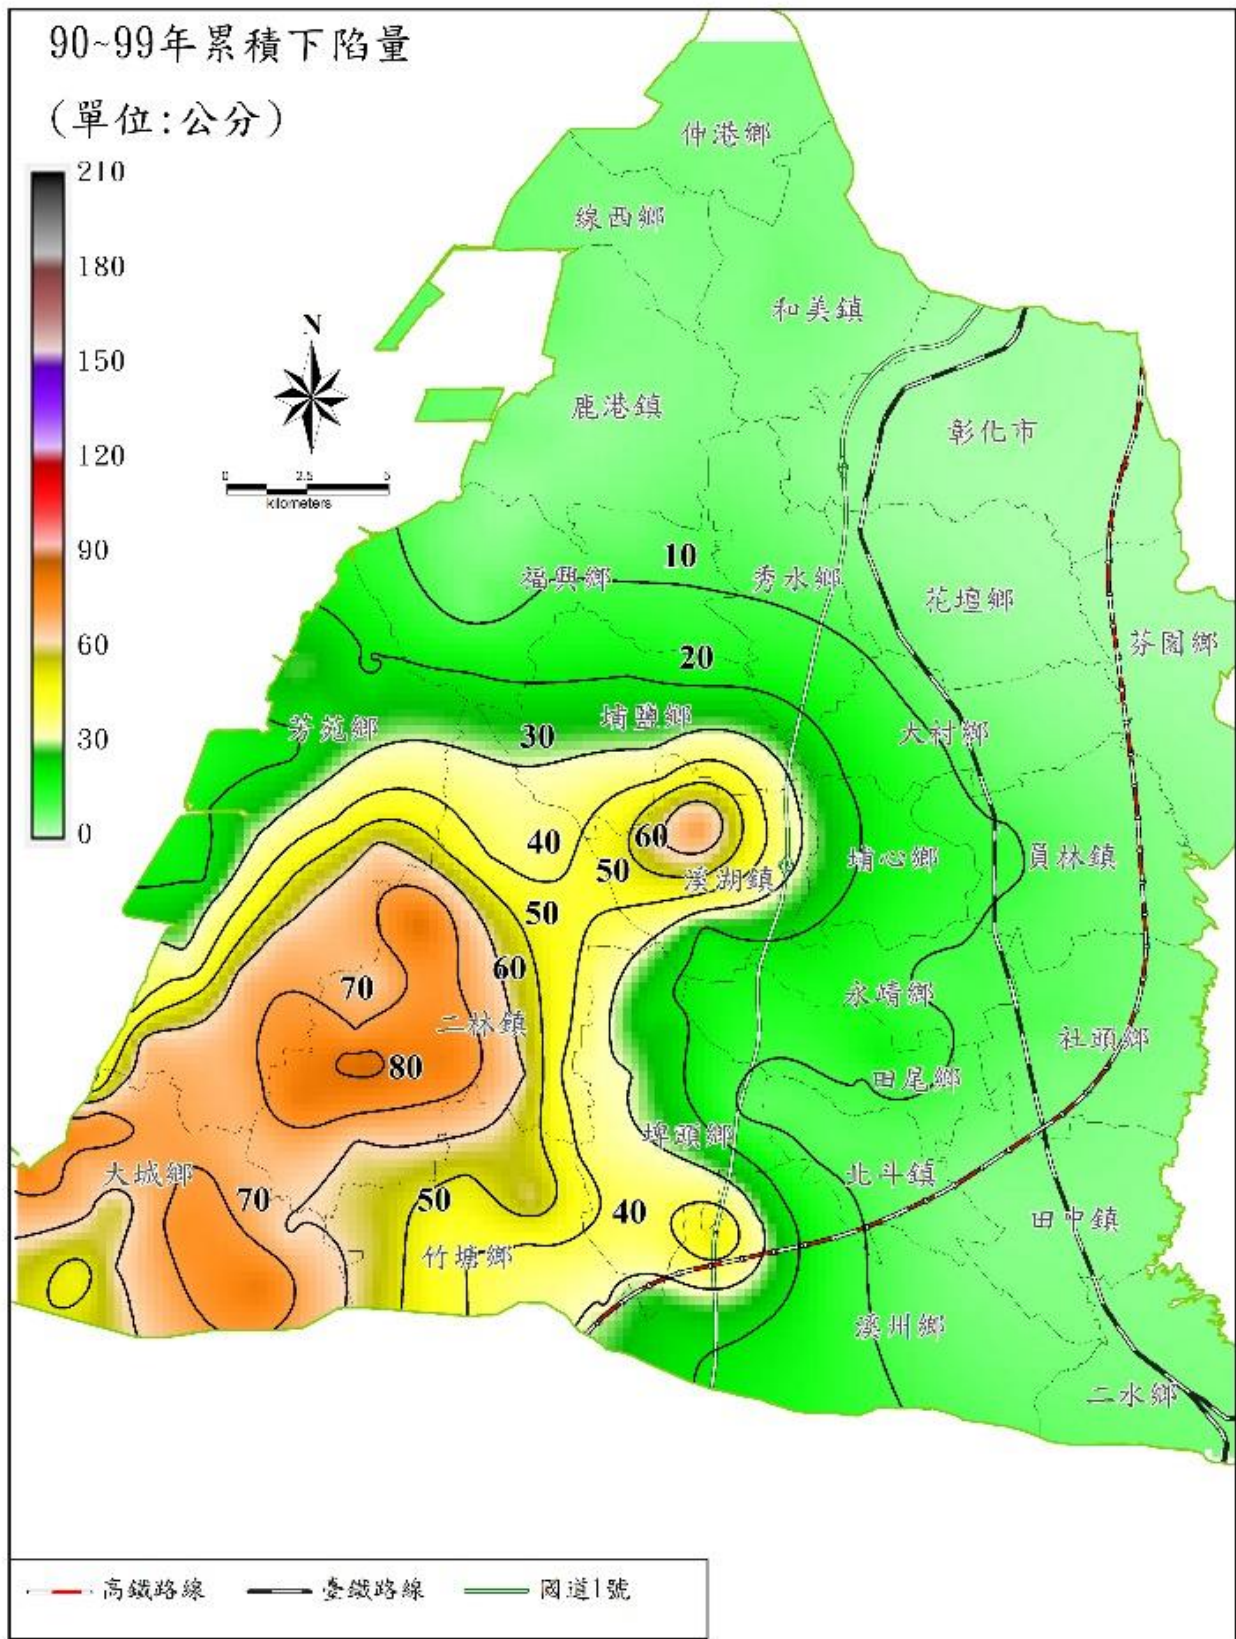 90~99年累積下陷量
(單位:公分)
210
180
150
120
90
60
30
0
N
0 2.5 5
kilometers
伸港鄉
線西鄉
和美鎮
鹿港鎮
彰化市
10
福興鄉
秀水鄉
花壇鄉
芬園鄉
20
芳苑鄉
埔鹽鄉
大村鄉
30
40
60
50
溪湖鎮
埔心鄉
員林鎮
50
60
70
二林鎮
永靖鄉
社頭鄉
80
田尾鄉
埤頭鄉
大城鄉
北斗鎮
70
50
40
田中鎮
竹塘鄉
溪州鄉
二水鄉
高鐵路線 臺鐵路線 國道1號